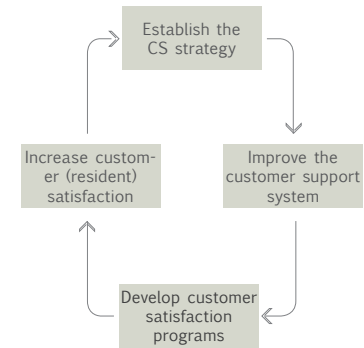 Establish the
CS strategy
Increase custom-
er (resident)
satisfaction
Improve the
customer support
system
Develop customer
satisfaction
programs